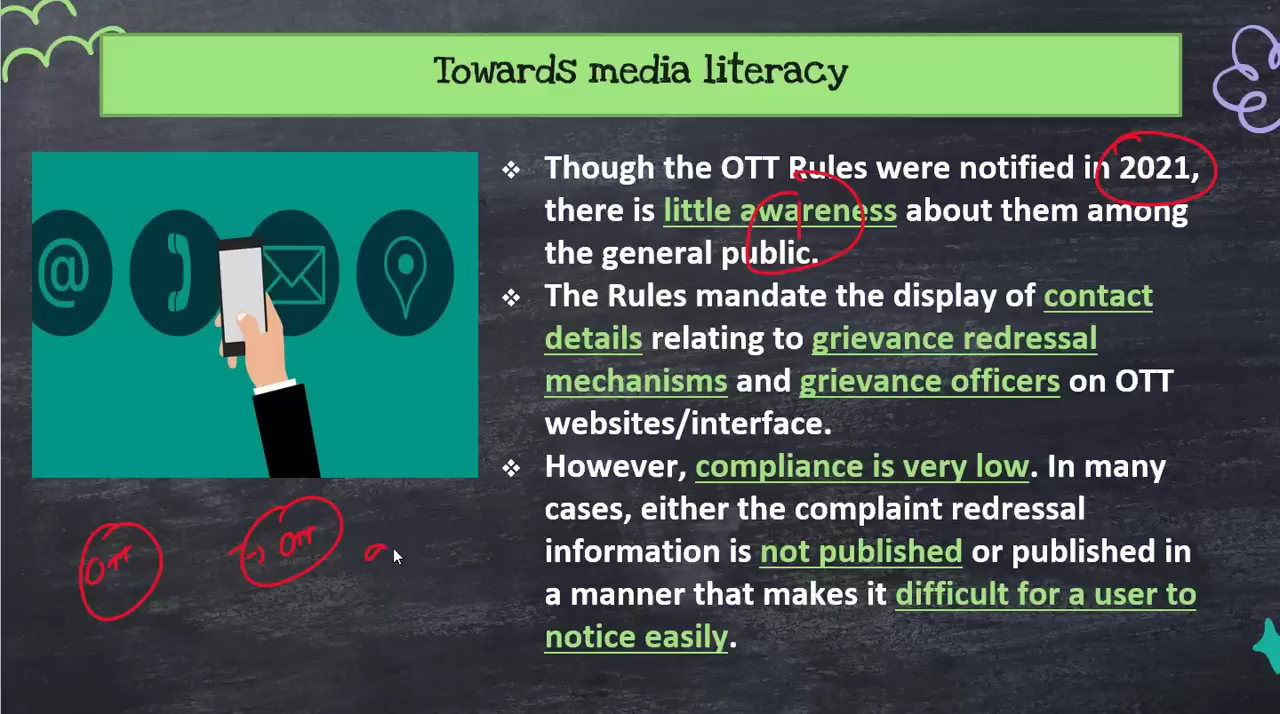 Towards media literacy
❖ Though the OTT Rules were notified in 2021,
there is little awareness about them among
the general public.
❖ The Rules mandate the display of contact
details relating to grievance redressal
mechanisms and grievance officers on OTT
websites/interface.
❖ However, compliance is very low. In many
cases, either the complaint redressal
information is not published or published in
a manner that makes it difficult for a user to
notice easily.
@
OTT
OTT